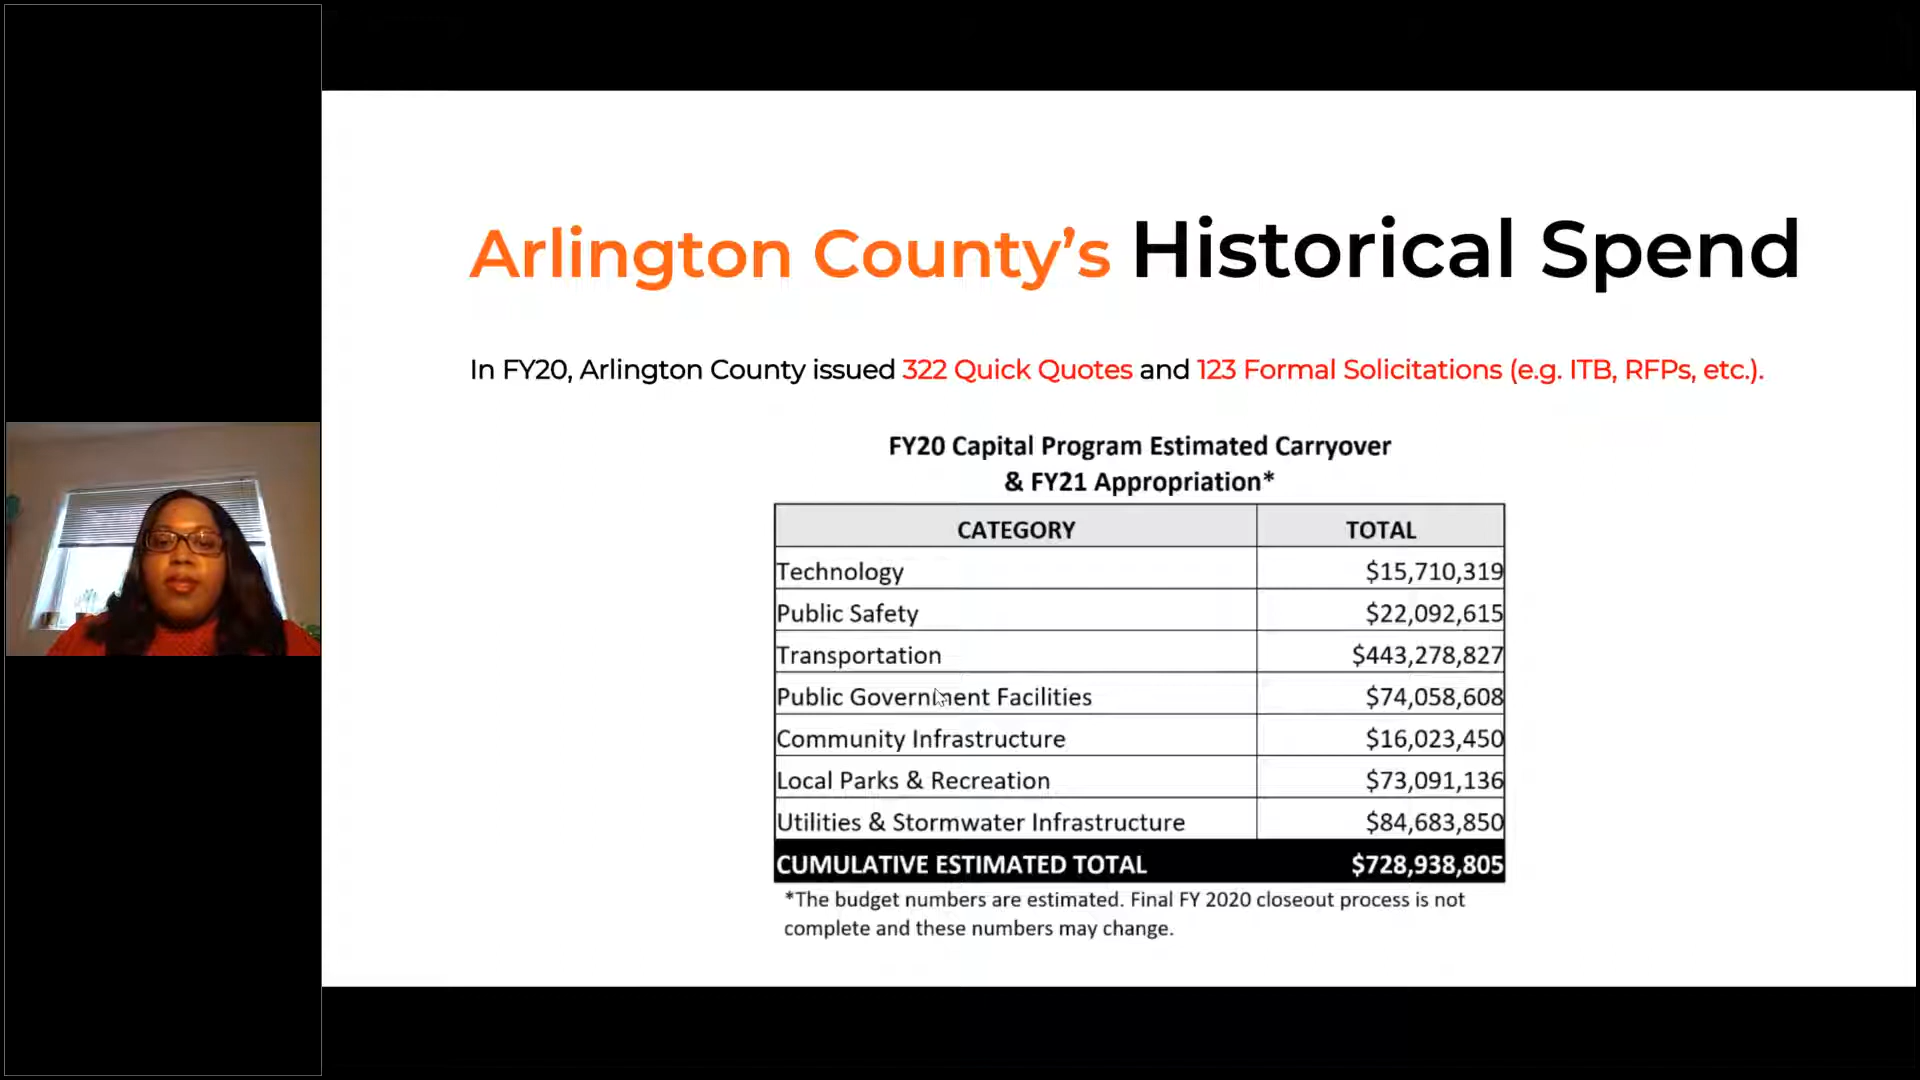 Arlington County's Historical Spend
In FY20, Arlington County issued 322 Quick Quotes and 123 Formal Solicitations (e.g. ITB, RFPs, etc.).
FY20 Capital Program Estimated Carryover
& FY21 Appropriation*
CATEGORY TOTAL
Technology $15,710,319
Public Safety $22,092,615
Transportation $443,278,827
Public Government Facilities $74,058,608
Community Infrastructure $16,023,450
Local Parks & Recreation $73,091,136
Utilities & Stormwater Infrastructure $84,683,850
CUMULATIVE ESTIMATED TOTAL $728,938,805
*The budget numbers are estimated. Final FY 2020 closeout process is not
complete and these numbers may change.